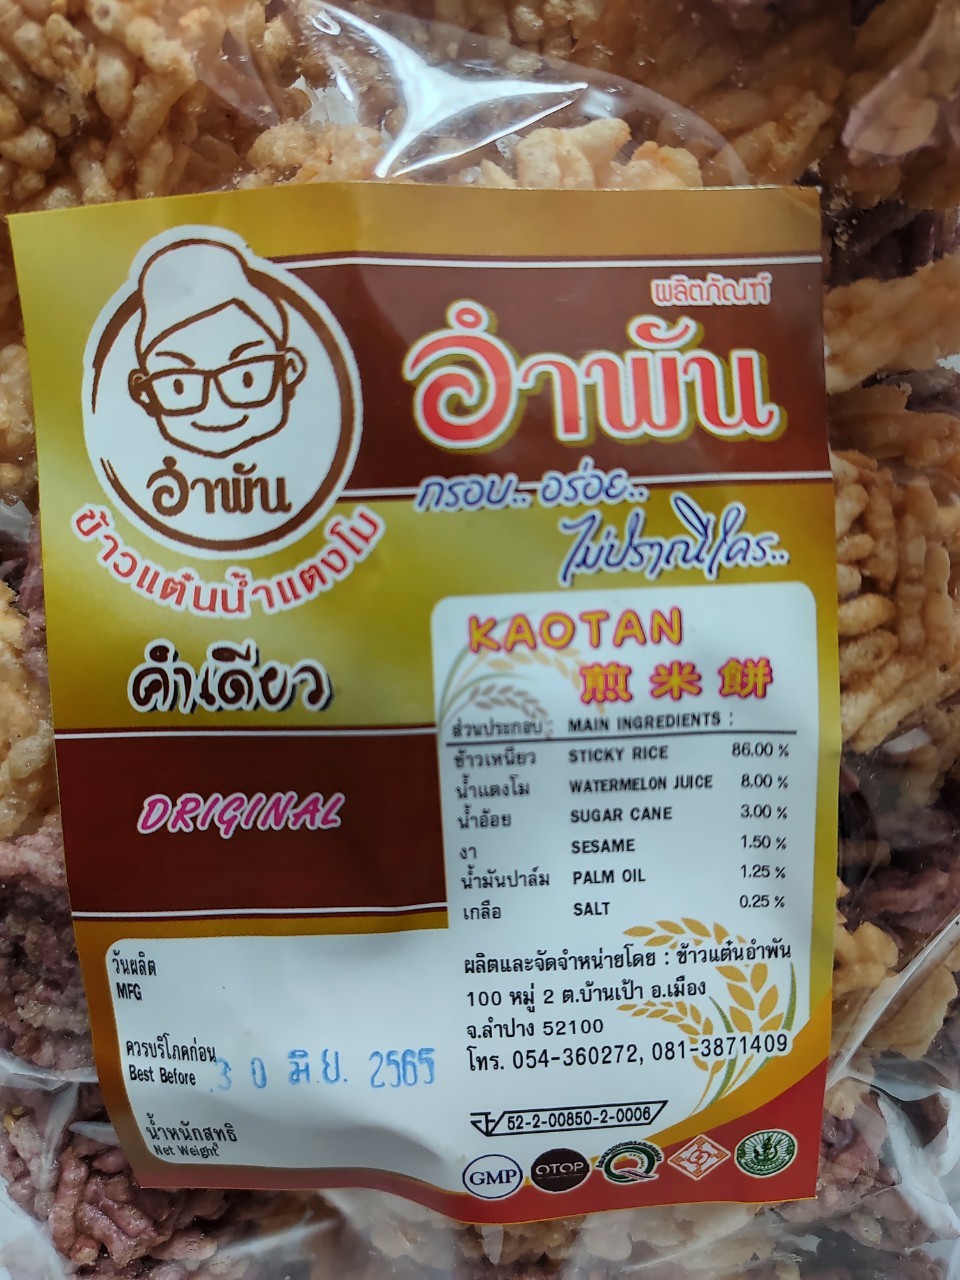 ผลิตภัณฑ์
อำพัน
อำพัน
ข้าวแต๋นน้ำแตงโม
กรอบ.. อร่อย..
ไม่ปราณีใคร..
คำเดียว
ORIGINAL
KAOTAN
煎米餅
ส่วนประกอบ : MAIN INGREDIENTS :
ข้าวเหนียว STICKY RICE 86.00 %
น้ำแตงโม WATERMELON JUICE 8.00 %
น้ำอ้อย SUGAR CANE 3.00 %
งา SESAME 1.50 %
น้ำมันปาล์ม PALM OIL 1.25 %
เกลือ SALT 0.25 %
ผลิตและจัดจำหน่ายโดย : ข้าวแต๋นอำพัน
100 หมู่ 2 ต.บ้านเป้า อ.เมือง
จ.ลำปาง 52100
โทร. 054-360272, 081-3871409
วันผลิต
MFG
ควรบริโภคก่อน
Best Before 30 มิ.ย. 2565
น้ำหนักสุทธิ
Net Weight
52-2-00850-2-0006
GMP OTOP Q